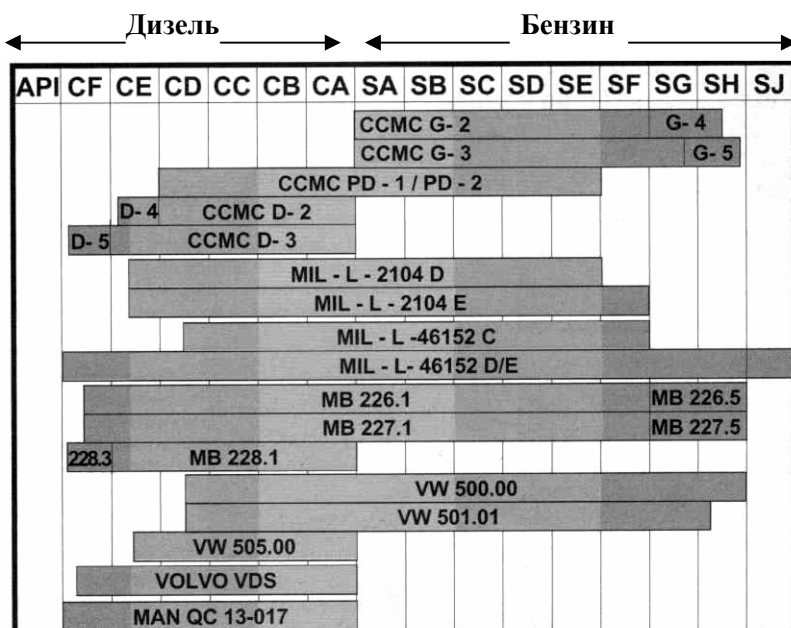 Дизель Бензин
API CF CE CD CC CB CA SA SB SC SD SE SF SG SH SJ
CCMC G- 2 G- 4
CCMC G- 3 G- 5
CCMC PD - 1 / PD - 2
D- 4 CCMC D- 2
D- 5 CCMC D- 3
MIL - L - 2104 D
MIL - L - 2104 E
MIL - L -46152 C
MIL - L- 46152 D/E
MB 226.1 MB 226.5
MB 227.1 MB 227.5
228.3 MB 228.1
VW 500.00
VW 501.01
VW 505.00
VOLVO VDS
MAN QC 13-017